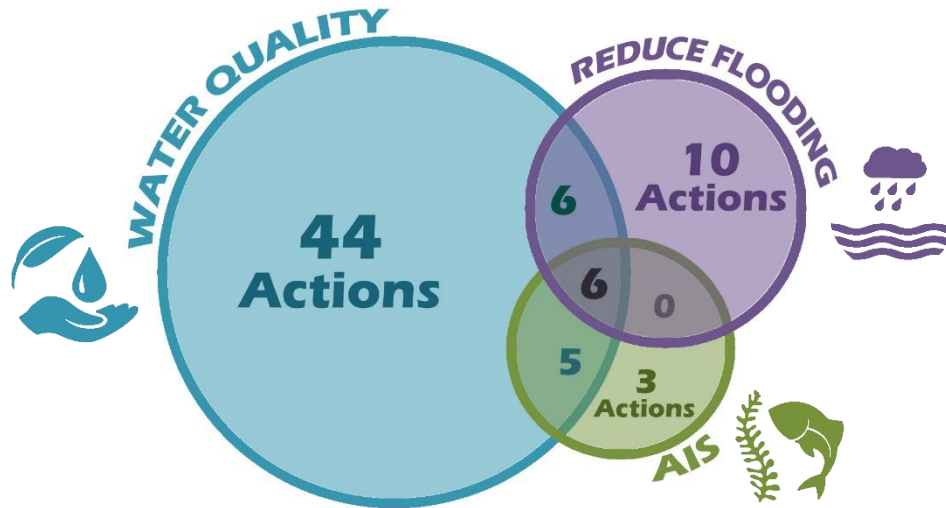 WATER QUALITY
REDUCE FLOODING
44
Actions
10
Actions
6
6
0
5
3
Actions
AIS